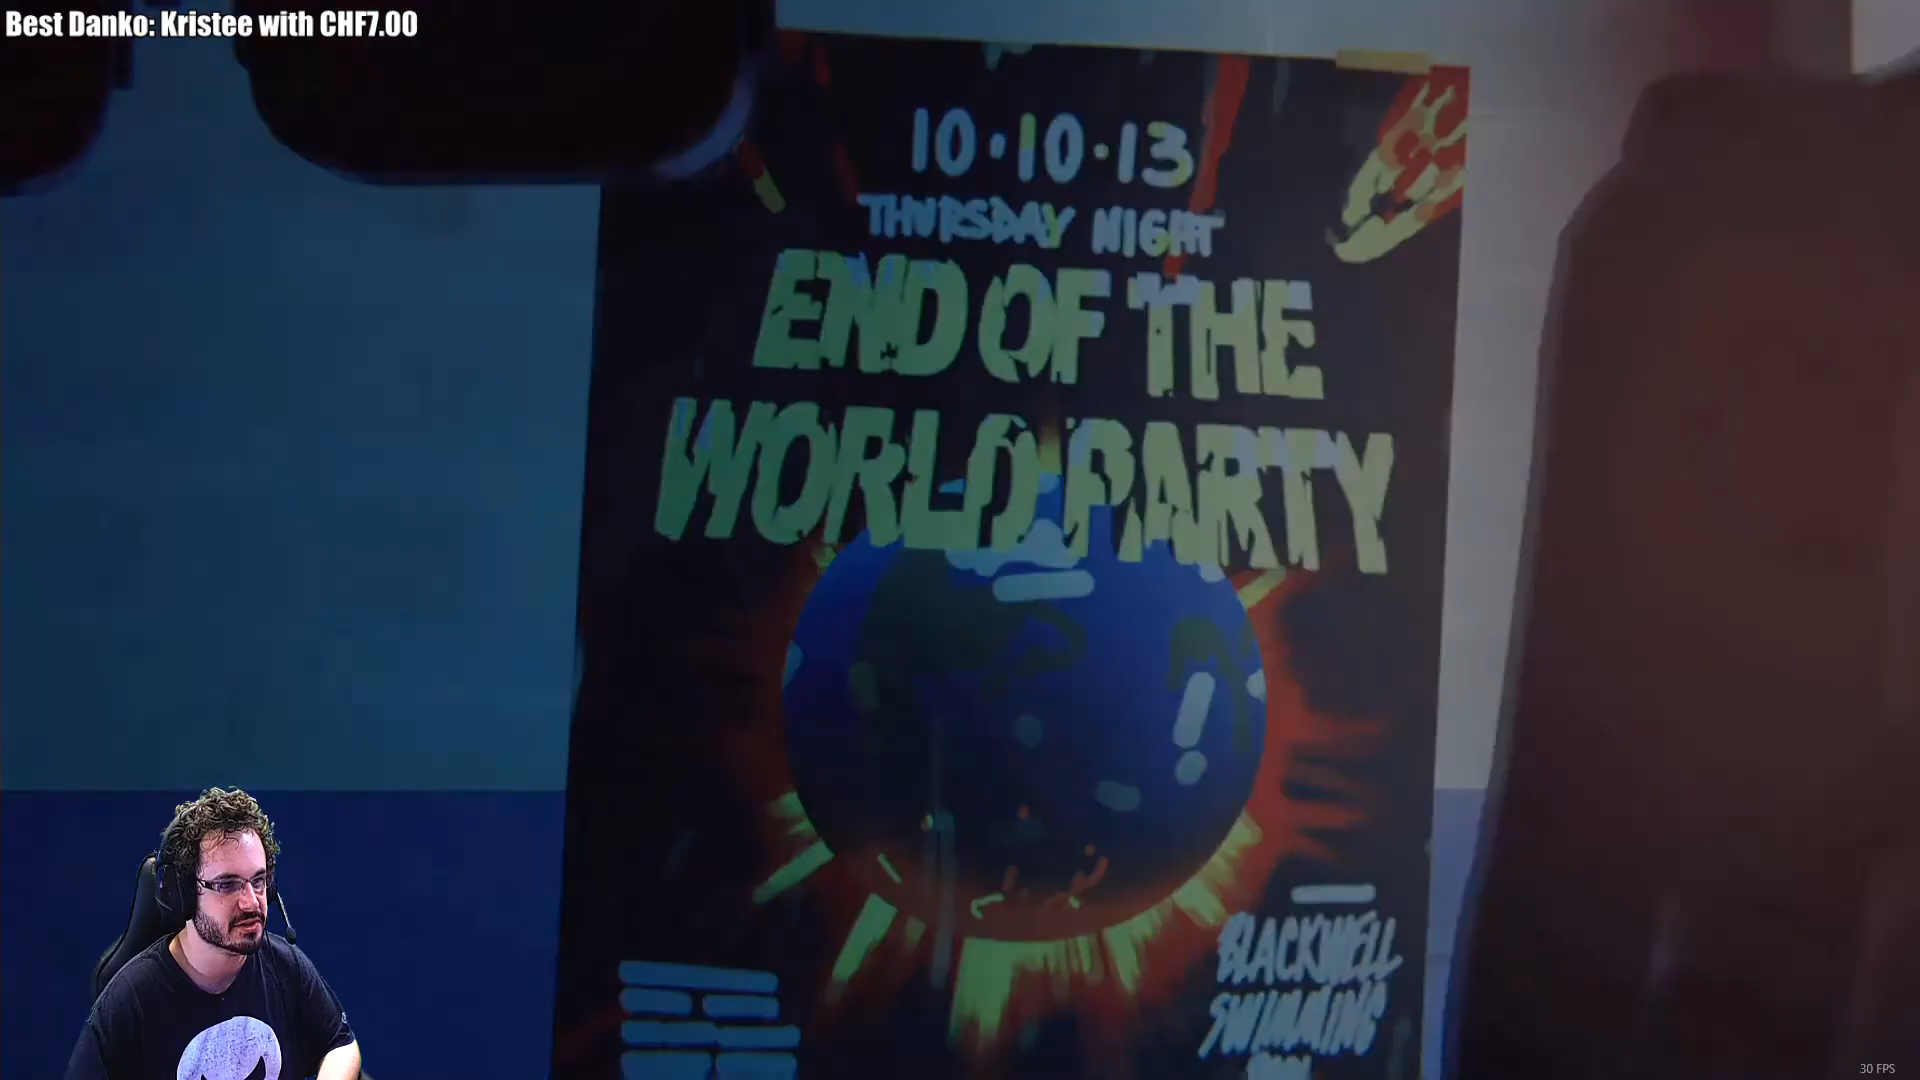 Best Danko: Kristee with CHF7.00
10·10·13
THURSDAY NIGHT
END OF THE
WORLD PARTY
BLACKWELL
SWIMMING
30 FPS